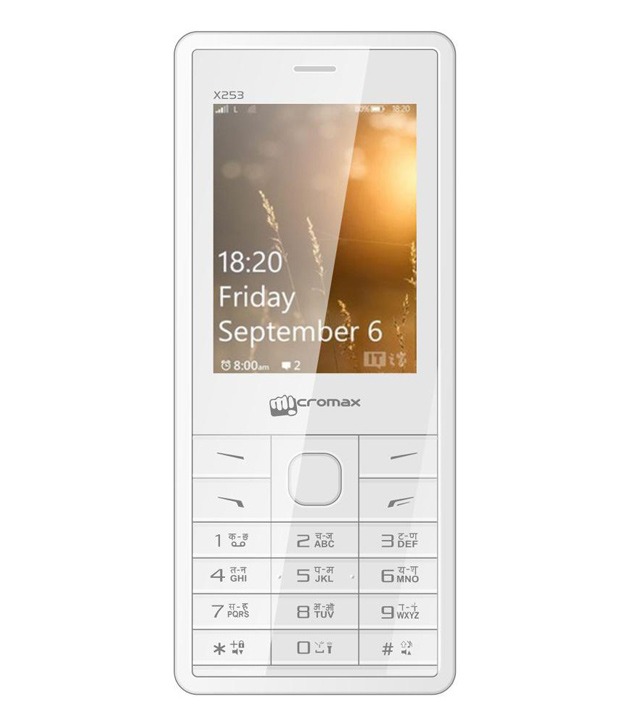 X253
L 80% 18:20
18:20
Friday
September 6
8:00am 2
IT
micromax
1 क-ङ
2 च-ञ ABC
3 ट-ण DEF
4 त-न GHI
5 प-म JKL
6 MNO
7 PQRS
8 अ-औ TUV
9 WXYZ
* +
0
#